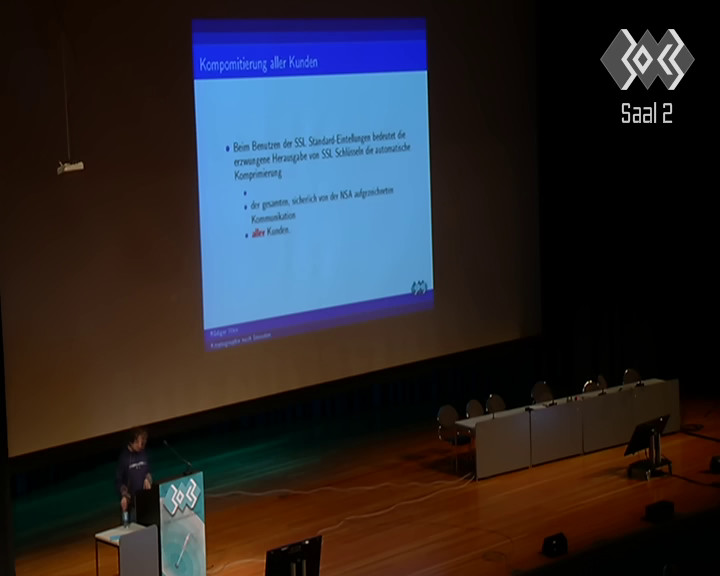 Kompomitierung aller Kunden
Beim Benutzen der SSL Standard-Einstellungen bedeutet die
erzwungene Herausgabe von SSL Schlüsseln die automatische
Komprimierung
der gesamten, sicherlich von der NSA aufgezeichneten
Kommunikation
aller Kunden.
Kryptographie nach Snowden
Saal 2